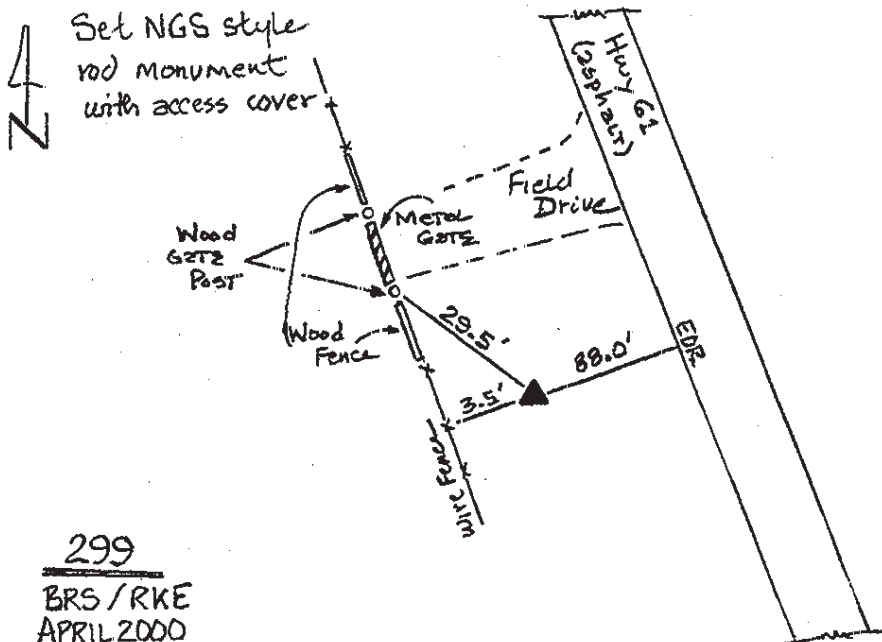 Set NGS style
rod monument
with access cover
N
Hwy 61
(asphalt)
Field
Drive
Metal
Gate
Wood
Gate
Post
Wood
Fence
29.5'
88.0'
EDR
3.5'
Wire Fence
299
BRS/RKE
APRIL 2000